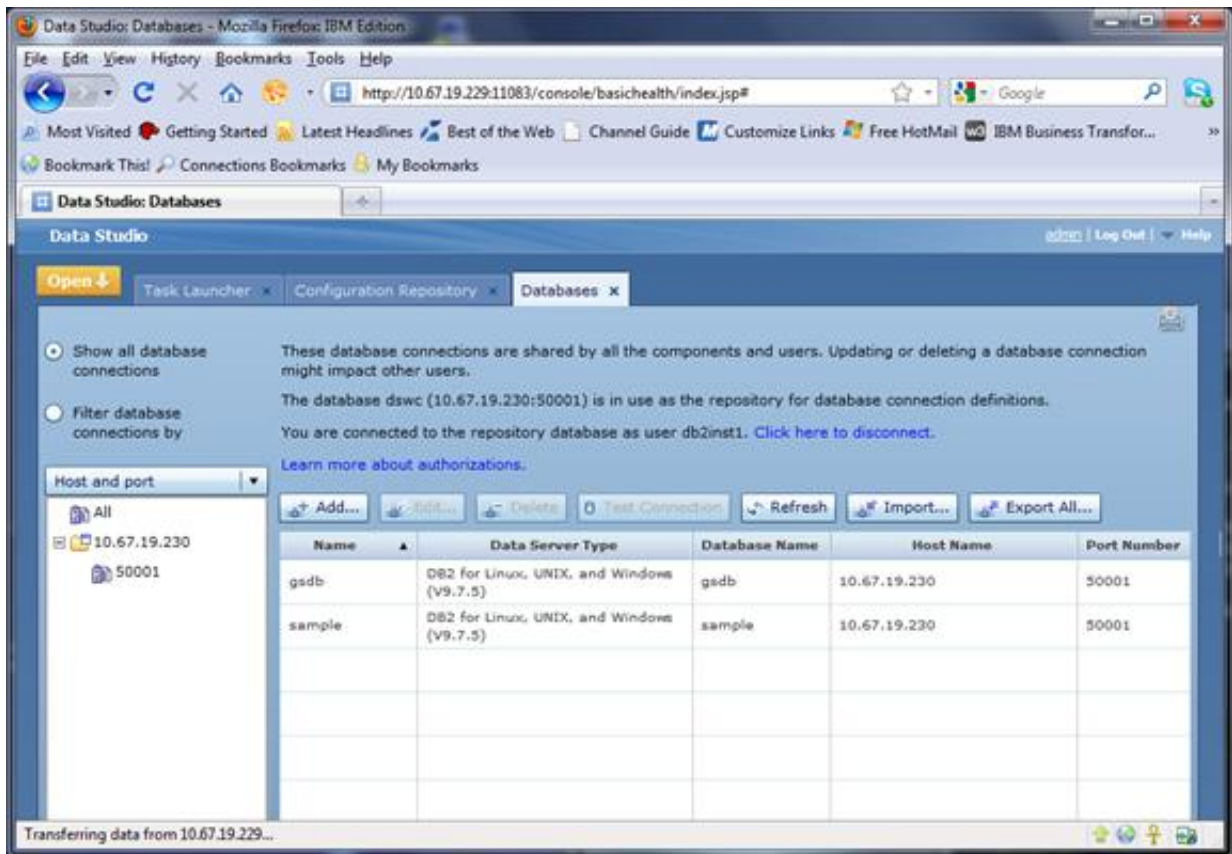 Data Studio: Databases - Mozilla Firefox: IBM Edition
File Edit View History Bookmarks Tools Help
http://10.67.19.229:11083/console/basichealth/index.jsp#
Google
Most Visited Getting Started Latest Headlines Best of the Web Channel Guide Customize Links Free HotMail IBM Business Transfor...
Bookmark This! Connections Bookmarks My Bookmarks
Data Studio: Databases
Data Studio
admin | Log Out | Help
Open
Task Launcher
Configuration Repository
Databases
Show all database
connections
Filter database
connections by
Host and port
All
10.67.19.230
50001
These database connections are shared by all the components and users. Updating or deleting a database connection
might impact other users.
The database dswc (10.67.19.230:50001) is in use as the repository for database connection definitions.
You are connected to the repository database as user db2inst1. Click here to disconnect.
Learn more about authorizations.
Add... Edit... Delete Test Connection Refresh Import... Export All...
Name Data Server Type Database Name Host Name Port Number
gsdb DB2 for Linux, UNIX, and Windows (V9.7.5) gsdb 10.67.19.230 50001
sample DB2 for Linux, UNIX, and Windows (V9.7.5) sample 10.67.19.230 50001
Transferring data from 10.67.19.229...